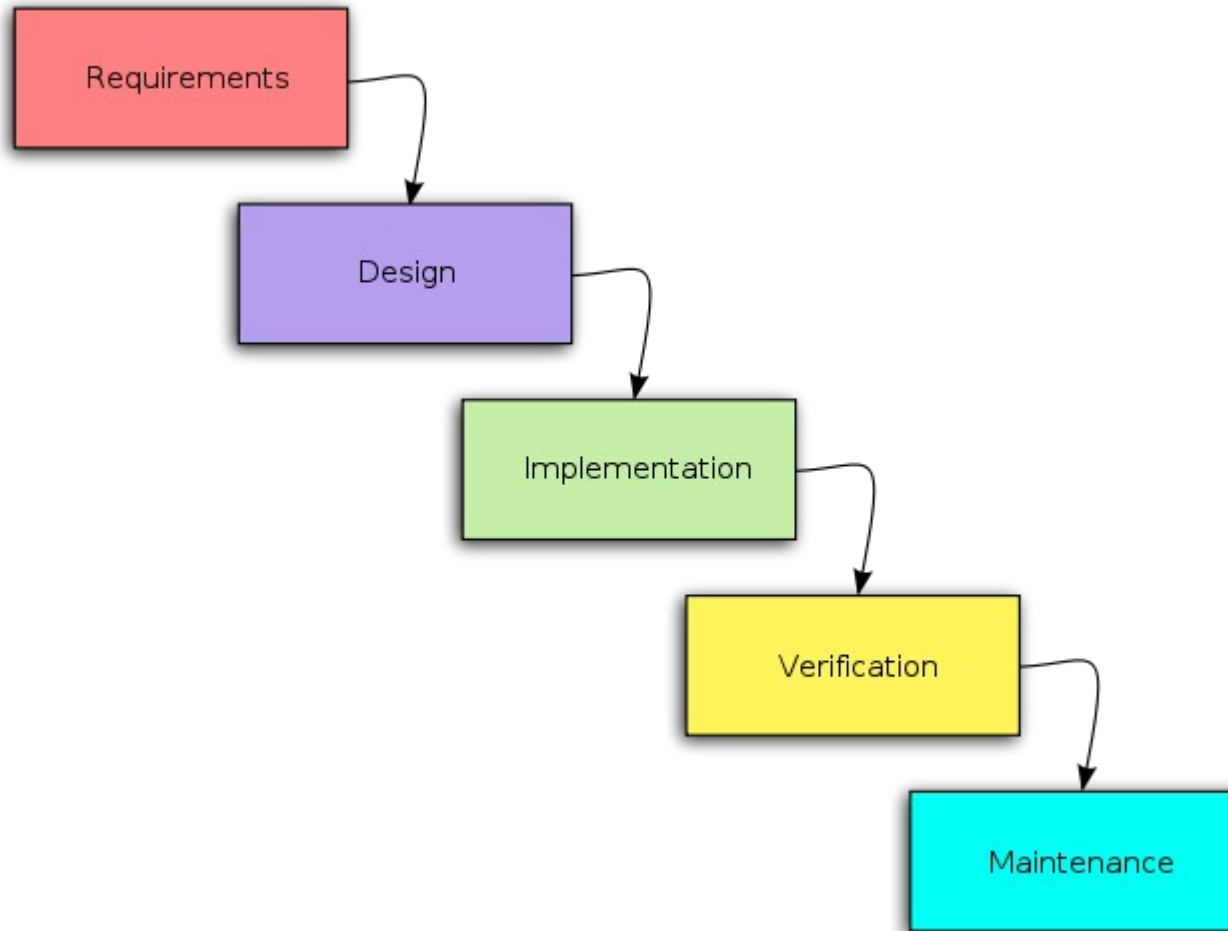 Requirements
Design
Implementation
Verification
Maintenance